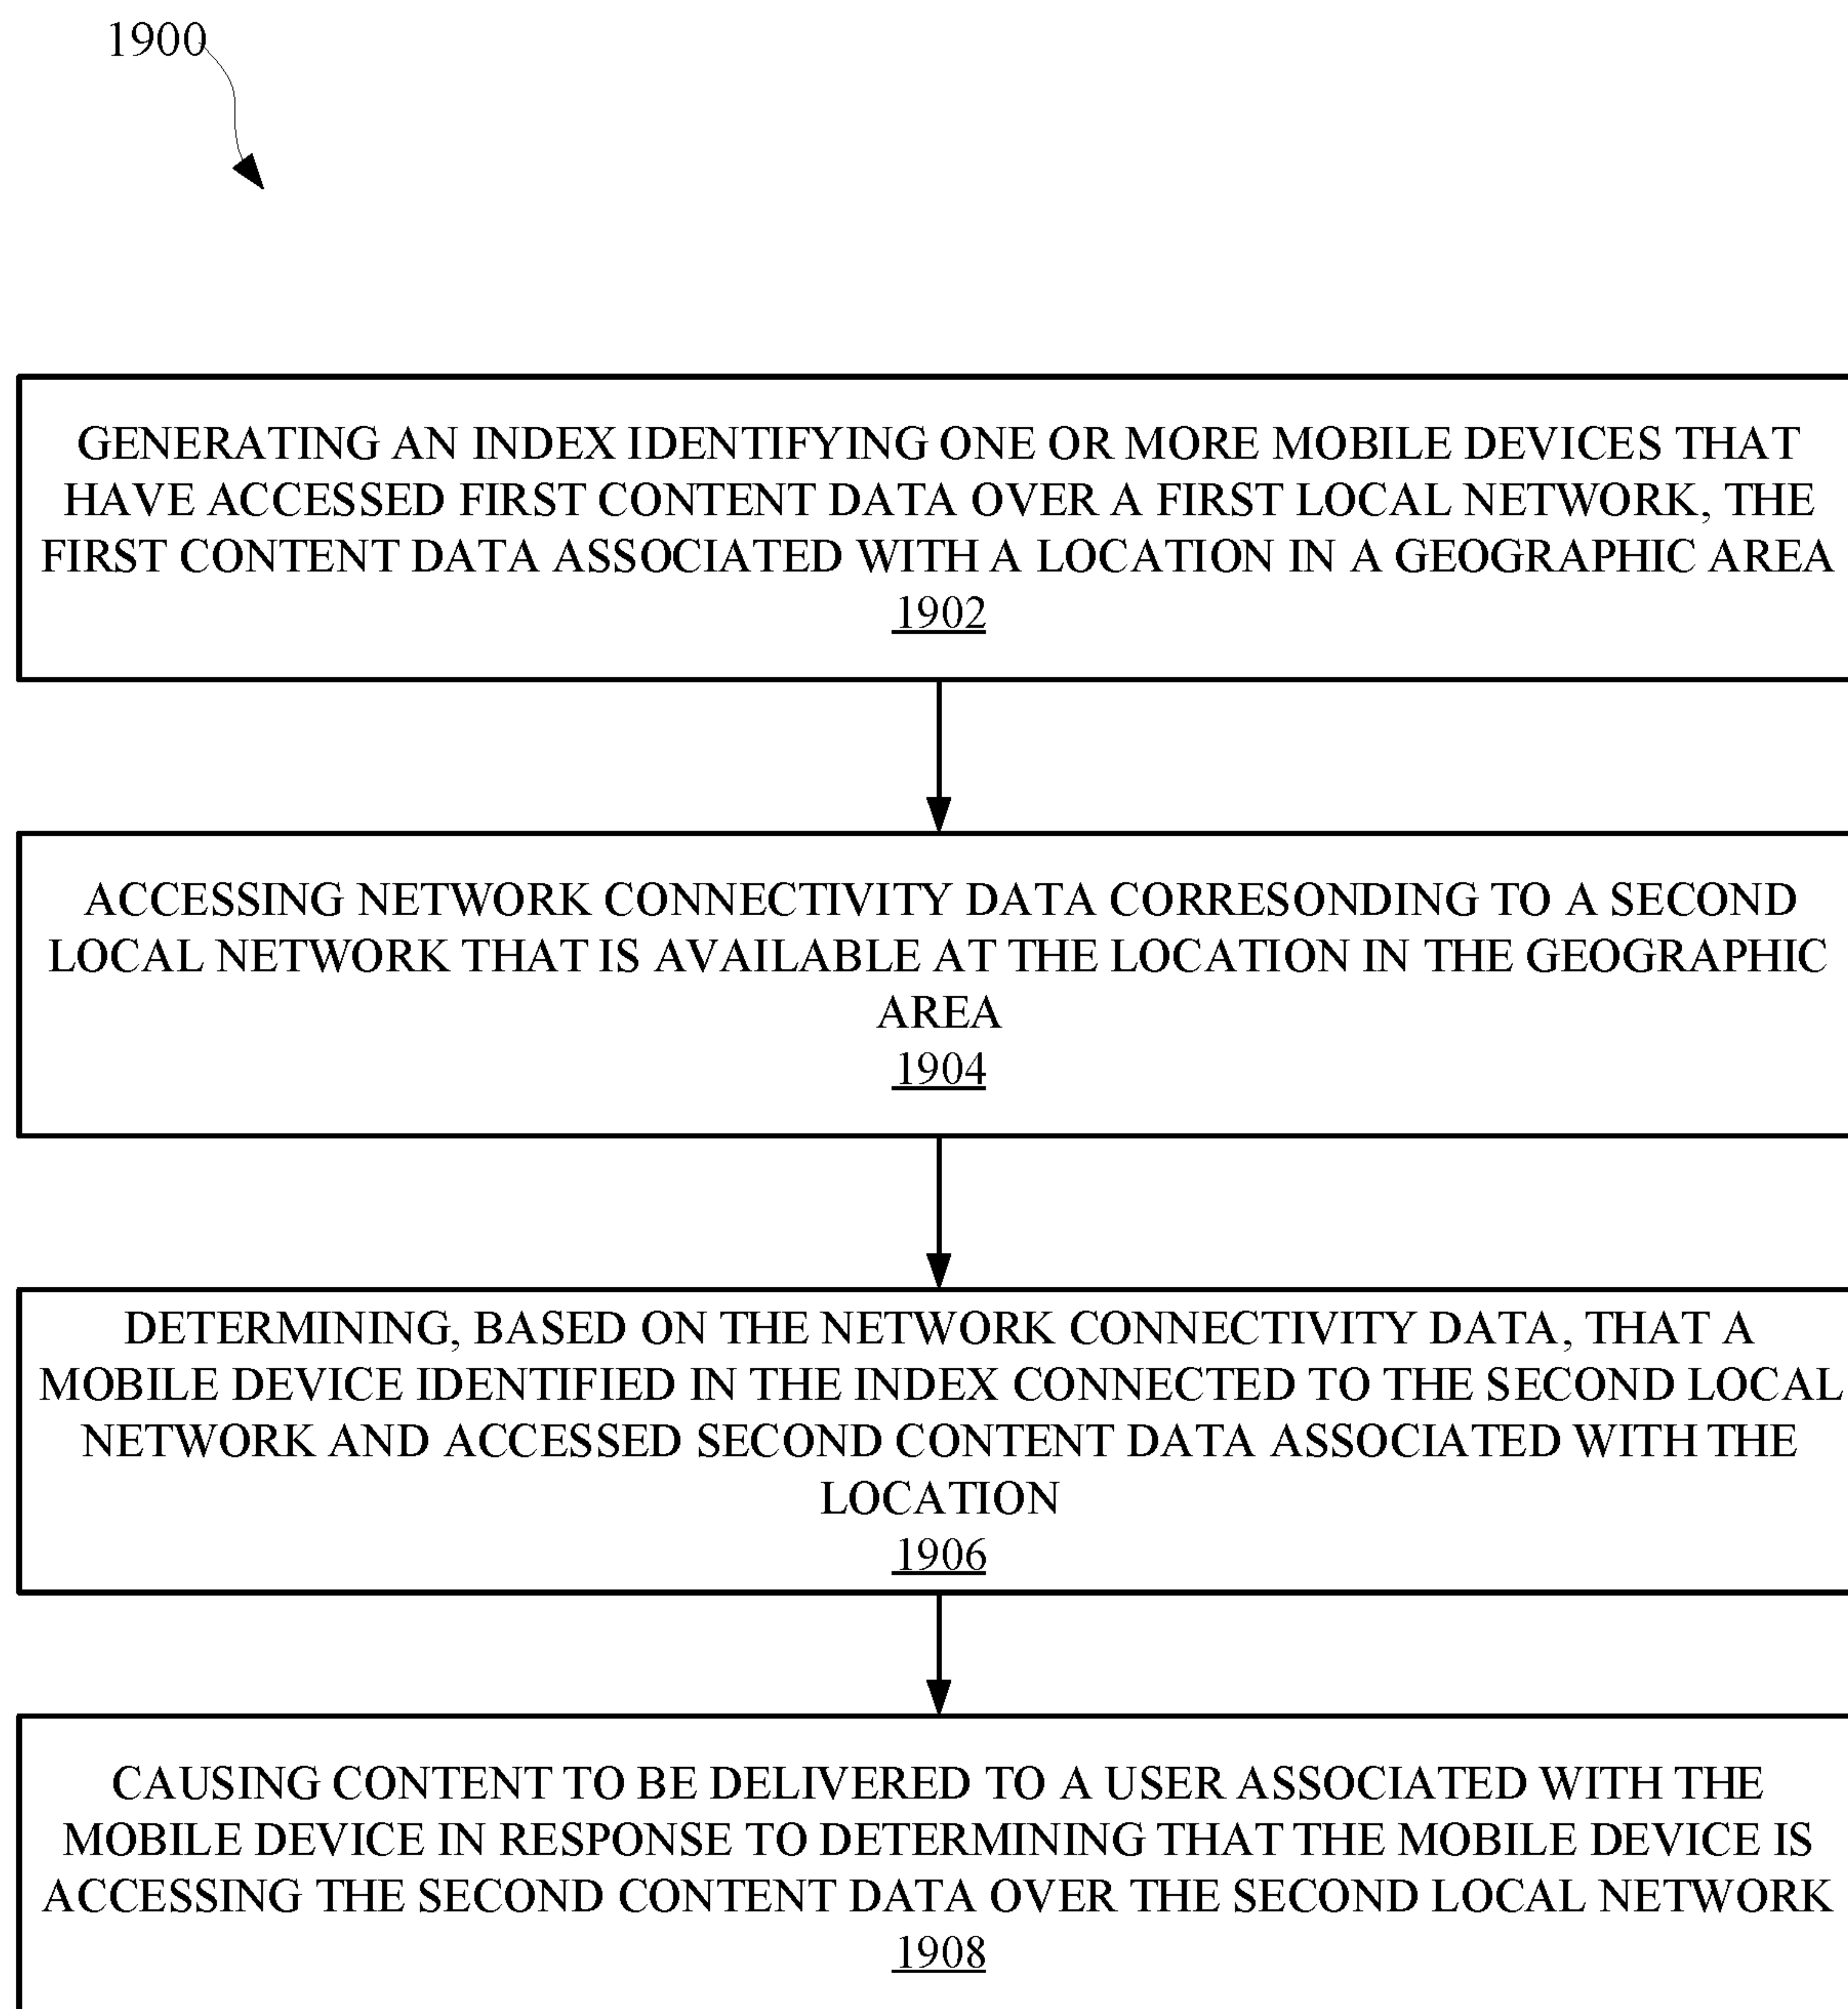 1900
GENERATING AN INDEX IDENTIFYING ONE OR MORE MOBILE DEVICES THAT
HAVE ACCESSED FIRST CONTENT DATA OVER A FIRST LOCAL NETWORK, THE
FIRST CONTENT DATA ASSOCIATED WITH A LOCATION IN A GEOGRAPHIC AREA
1902
ACCESSING NETWORK CONNECTIVITY DATA CORRESONDING TO A SECOND
LOCAL NETWORK THAT IS AVAILABLE AT THE LOCATION IN THE GEOGRAPHIC
AREA
1904
DETERMINING, BASED ON THE NETWORK CONNECTIVITY DATA, THAT A
MOBILE DEVICE IDENTIFIED IN THE INDEX CONNECTED TO THE SECOND LOCAL
NETWORK AND ACCESSED SECOND CONTENT DATA ASSOCIATED WITH THE
LOCATION
1906
CAUSING CONTENT TO BE DELIVERED TO A USER ASSOCIATED WITH THE
MOBILE DEVICE IN RESPONSE TO DETERMINING THAT THE MOBILE DEVICE IS
ACCESSING THE SECOND CONTENT DATA OVER THE SECOND LOCAL NETWORK
1908